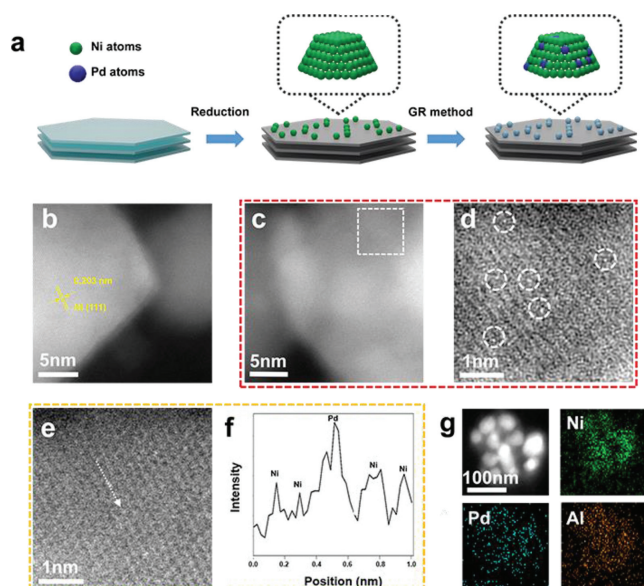 a
Ni atoms
Pd atoms
Reduction
GR method
b
0.203 nm
Ni (111)
5nm
c
5nm
d
1nm
e
1nm
f
Intensity
Ni
Ni
Pd
Ni
Ni
0.0 0.2 0.4 0.6 0.8 1.0
Position (nm)
g
100nm
Ni
Pd
Al